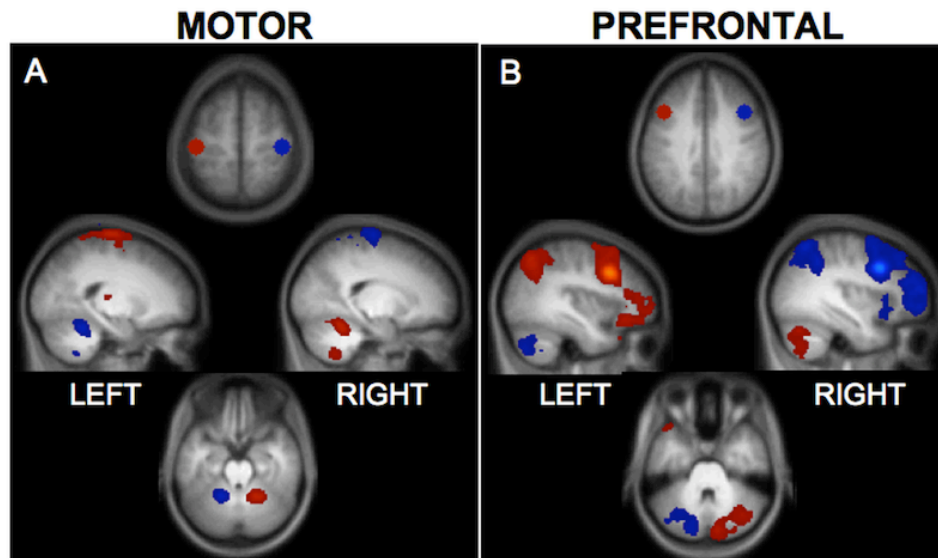 MOTOR
PREFRONTAL
A
B
LEFT
RIGHT
LEFT
RIGHT